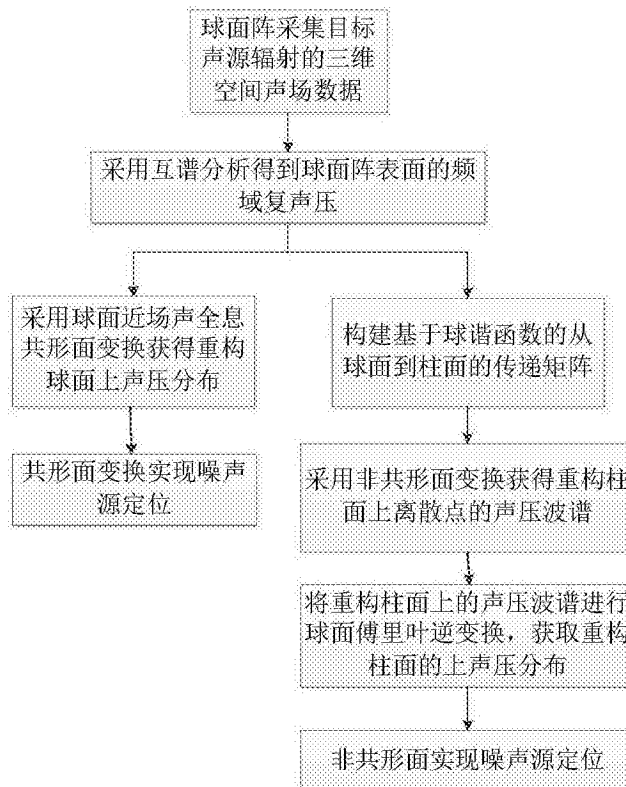 球面阵采集目标
声源辐射的三维
空间声场数据
采用互谱分析得到球面阵表面的频
域复声压
采用球面近场声全息
共形面变换获得重构
球面上声压分布
共形面变换实现噪声
源定位
构建基于球谐函数的从
球面到柱面的传递矩阵
采用非共形面变换获得重构柱
面上离散点的声压波谱
将重构柱面上的声压波谱进行
球面傅里叶逆变换，获取重构
柱面的上声压分布
非共形面实现噪声源定位